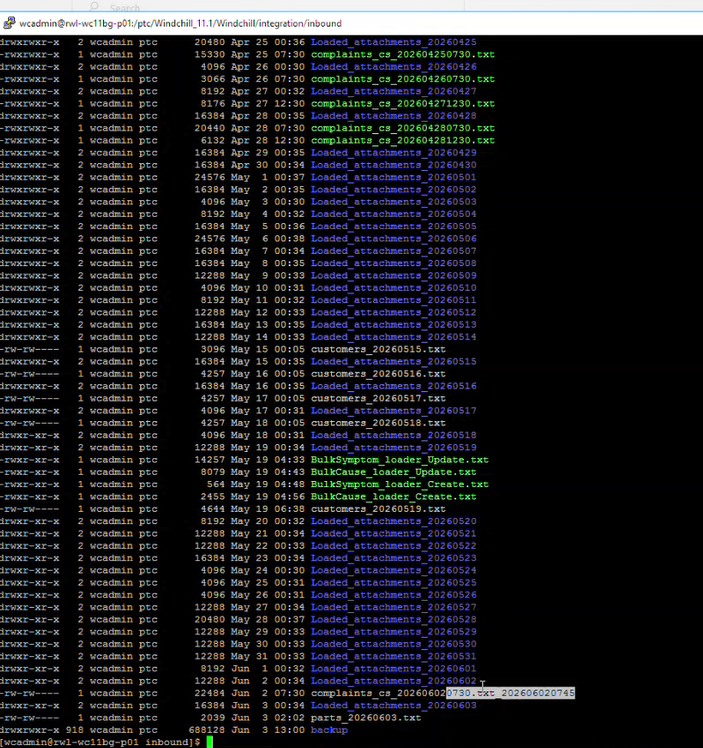 Search
wcadmin@rwl-wc11bg-p01:/ptc/Windchill_11.1/Windchill/integration/inbound
drwxrwxr-x 2 wcadmin ptc 20480 Apr 25 00:36 Loaded_attachments_20260425
-rwxrwxr-x 1 wcadmin ptc 15330 Apr 25 07:30 complaints_cs_202604250730.txt
drwxrwxr-x 2 wcadmin ptc 4096 Apr 26 00:30 Loaded_attachments_20260426
-rwxrwxr-x 1 wcadmin ptc 3066 Apr 26 07:30 complaints_cs_202604260730.txt
drwxrwxr-x 2 wcadmin ptc 8192 Apr 27 00:32 Loaded_attachments_20260427
-rwxrwxr-x 1 wcadmin ptc 8176 Apr 27 12:30 complaints_cs_202604271230.txt
drwxrwxr-x 2 wcadmin ptc 16384 Apr 28 00:35 Loaded_attachments_20260428
-rwxrwxr-x 1 wcadmin ptc 20440 Apr 28 07:30 complaints_cs_202604280730.txt
-rwxrwxr-x 1 wcadmin ptc 6132 Apr 28 12:30 complaints_cs_202604281230.txt
drwxrwxr-x 2 wcadmin ptc 16384 Apr 29 00:35 Loaded_attachments_20260429
drwxrwxr-x 2 wcadmin ptc 16384 Apr 30 00:34 Loaded_attachments_20260430
drwxrwxr-x 2 wcadmin ptc 24576 May 1 00:37 Loaded_attachments_20260501
drwxrwxr-x 2 wcadmin ptc 16384 May 2 00:35 Loaded_attachments_20260502
drwxrwxr-x 2 wcadmin ptc 4096 May 3 00:30 Loaded_attachments_20260503
drwxrwxr-x 2 wcadmin ptc 8192 May 4 00:32 Loaded_attachments_20260504
drwxrwxr-x 2 wcadmin ptc 16384 May 5 00:36 Loaded_attachments_20260505
drwxrwxr-x 2 wcadmin ptc 24576 May 6 00:38 Loaded_attachments_20260506
drwxrwxr-x 2 wcadmin ptc 16384 May 7 00:34 Loaded_attachments_20260507
drwxrwxr-x 2 wcadmin ptc 16384 May 8 00:35 Loaded_attachments_20260508
drwxrwxr-x 2 wcadmin ptc 12288 May 9 00:33 Loaded_attachments_20260509
drwxrwxr-x 2 wcadmin ptc 4096 May 10 00:31 Loaded_attachments_20260510
drwxrwxr-x 2 wcadmin ptc 8192 May 11 00:32 Loaded_attachments_20260511
drwxrwxr-x 2 wcadmin ptc 12288 May 12 00:33 Loaded_attachments_20260512
drwxrwxr-x 2 wcadmin ptc 16384 May 13 00:35 Loaded_attachments_20260513
drwxrwxr-x 2 wcadmin ptc 12288 May 14 00:33 Loaded_attachments_20260514
-rw-rw---- 1 wcadmin ptc 3096 May 15 00:05 customers_20260515.txt
drwxrwxr-x 2 wcadmin ptc 16384 May 15 00:35 Loaded_attachments_20260515
-rw-rw---- 1 wcadmin ptc 4257 May 16 00:05 customers_20260516.txt
drwxrwxr-x 2 wcadmin ptc 16384 May 16 00:35 Loaded_attachments_20260516
-rw-rw---- 1 wcadmin ptc 4257 May 17 00:05 customers_20260517.txt
drwxrwxr-x 2 wcadmin ptc 4096 May 17 00:31 Loaded_attachments_20260517
-rw-rw---- 1 wcadmin ptc 4257 May 18 00:05 customers_20260518.txt
drwxr-xr-x 2 wcadmin ptc 4096 May 18 00:31 Loaded_attachments_20260518
drwxr-xr-x 2 wcadmin ptc 12288 May 19 00:34 Loaded_attachments_20260519
-rwxr-xr-x 1 wcadmin ptc 14257 May 19 04:33 BulkSymptom_loader_Update.txt
-rwxr-xr-x 1 wcadmin ptc 8079 May 19 04:43 BulkCause_loader_Update.txt
-rwxr-xr-x 1 wcadmin ptc 564 May 19 04:48 BulkSymptom_loader_Create.txt
-rwxr-xr-x 1 wcadmin ptc 2455 May 19 04:56 BulkCause_loader_Create.txt
-rw-rw---- 1 wcadmin ptc 4644 May 19 06:38 customers_20260519.txt
drwxr-xr-x 2 wcadmin ptc 8192 May 20 00:32 Loaded_attachments_20260520
drwxr-xr-x 2 wcadmin ptc 12288 May 21 00:34 Loaded_attachments_20260521
drwxr-xr-x 2 wcadmin ptc 12288 May 22 00:33 Loaded_attachments_20260522
drwxr-xr-x 2 wcadmin ptc 16384 May 23 00:34 Loaded_attachments_20260523
drwxr-xr-x 2 wcadmin ptc 4096 May 24 00:30 Loaded_attachments_20260524
drwxr-xr-x 2 wcadmin ptc 4096 May 25 00:31 Loaded_attachments_20260525
drwxr-xr-x 2 wcadmin ptc 4096 May 26 00:31 Loaded_attachments_20260526
drwxr-xr-x 2 wcadmin ptc 12288 May 27 00:34 Loaded_attachments_20260527
drwxr-xr-x 2 wcadmin ptc 20480 May 28 00:37 Loaded_attachments_20260528
drwxr-xr-x 2 wcadmin ptc 12288 May 29 00:33 Loaded_attachments_20260529
drwxr-xr-x 2 wcadmin ptc 12288 May 30 00:33 Loaded_attachments_20260530
drwxr-xr-x 2 wcadmin ptc 12288 May 31 00:33 Loaded_attachments_20260531
drwxr-xr-x 2 wcadmin ptc 8192 Jun 1 00:32 Loaded_attachments_20260601
drwxr-xr-x 2 wcadmin ptc 12288 Jun 2 00:34 Loaded_attachments_20260602
-rw-rw---- 1 wcadmin ptc 22484 Jun 2 07:30 complaints_cs_202606020730.txt_202606020745
drwxr-xr-x 2 wcadmin ptc 16384 Jun 3 00:35 Loaded_attachments_20260603
-rw-rw---- 1 wcadmin ptc 2039 Jun 3 02:02 parts_20260603.txt
drwxrwxr-x 918 wcadmin ptc 688128 Jun 3 13:00 backup
[wcadmin@rwl-wc11bg-p01 inbound]$